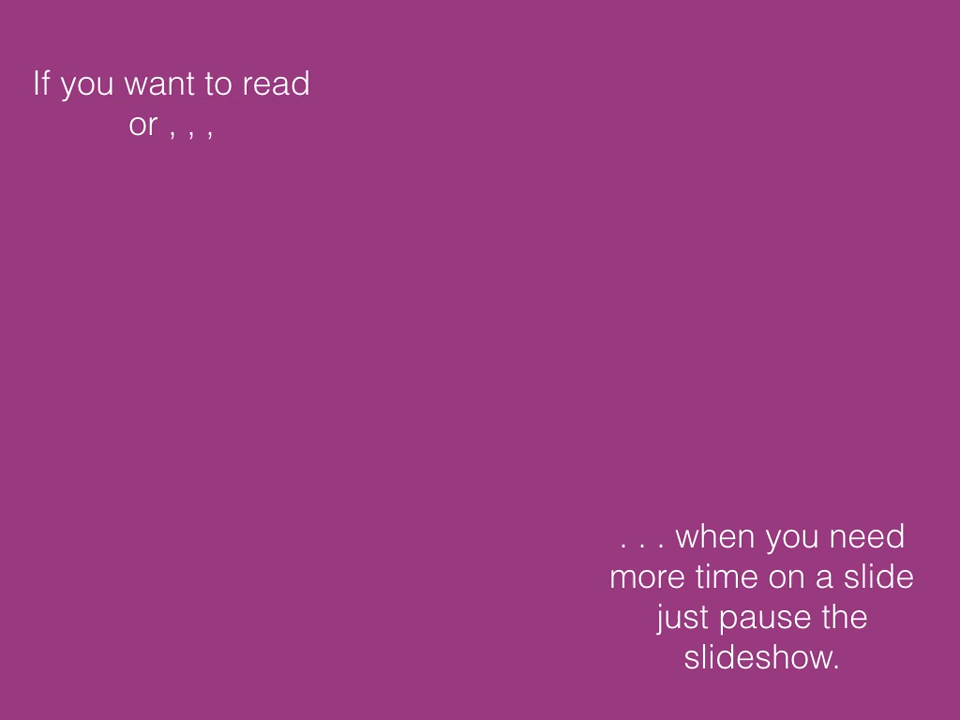 If you want to read
or , , ,
. . . when you need
more time on a slide
just pause the
slideshow.